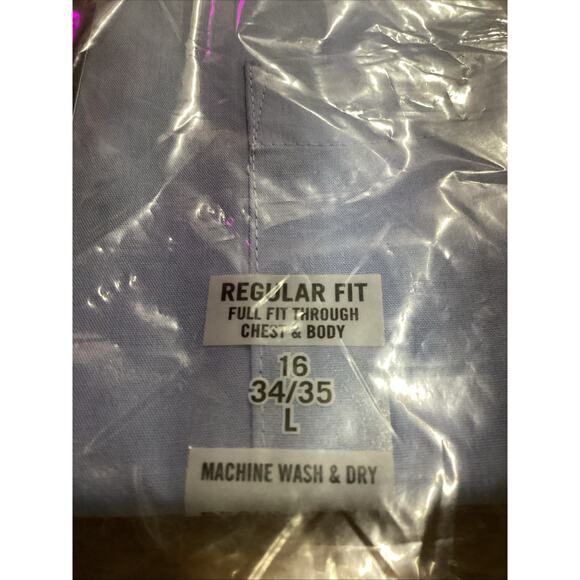 REGULAR FIT
FULL FIT THROUGH
CHEST & BODY
16
34/35
L
MACHINE WASH & DRY